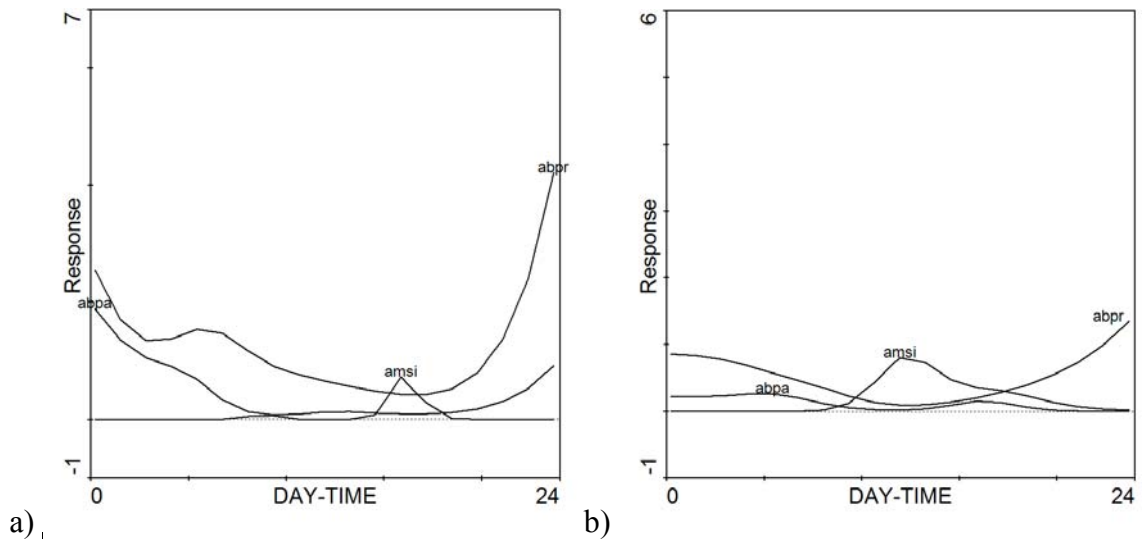 7
Response
abpa
amsi
abpr
-1
0 DAY-TIME 24
a)
6
Response
abpa
amsi
abpr
-1
0 DAY-TIME 24
b)